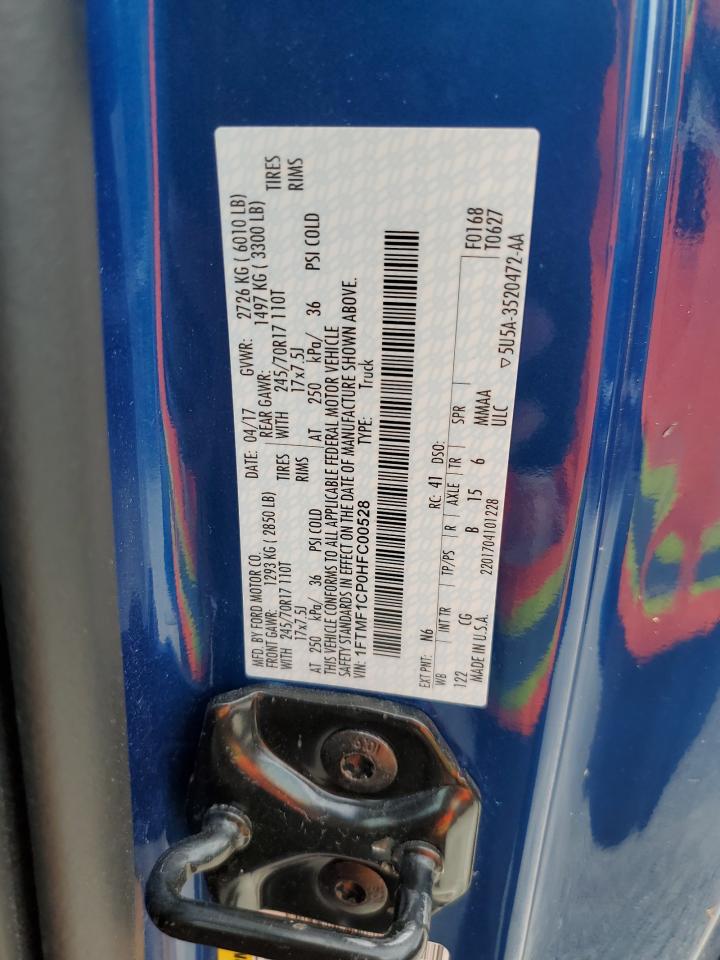 MFD. BY FORD MOTOR CO. DATE: 04/17 GVWR: 2726 KG ( 6010 LB)
FRONT GAWR: 1293 KG ( 2850 LB) REAR GAWR: 1497 KG ( 3300 LB)
WITH 245/70R17 110T TIRES WITH 245/70R17 110T TIRES
17x7.5J RIMS 17x7.5J RIMS
AT 250 kPa/ 36 PSI COLD AT 250 kPa/ 36 PSI COLD
THIS VEHICLE CONFORMS TO ALL APPLICABLE FEDERAL MOTOR VEHICLE
SAFETY STANDARDS IN EFFECT ON THE DATE OF MANUFACTURE SHOWN ABOVE.
VIN: 1FTMF1CP0HFC00528 TYPE: Truck
EXT PNT: N6 RC: 41 DSO: F0168
T0627
WB INT TR TP/PS R AXLE TR SPR
122 CG B 15 6 MMAA
ULC
MADE IN U.S.A. 2201704101228 ▽5U5A-3520472-AA